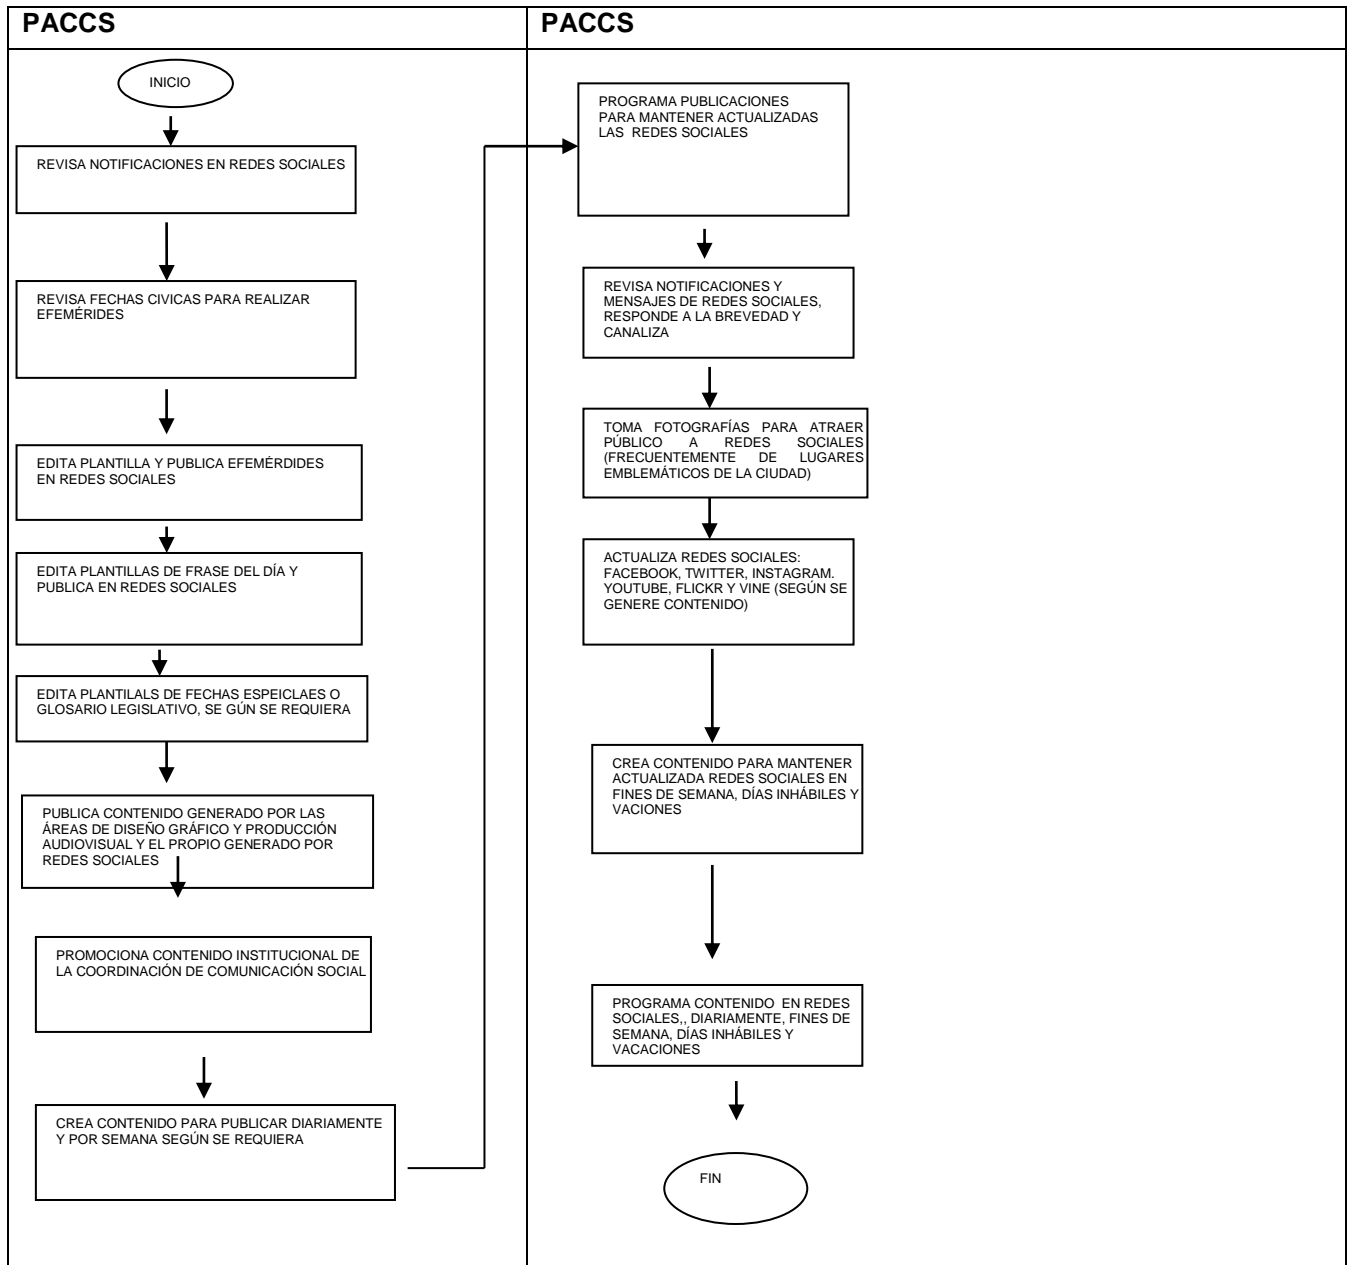 PACCS
INICIO
REVISA NOTIFICACIONES EN REDES SOCIALES
REVISA FECHAS CIVICAS PARA REALIZAR
EFEMÉRIDES
EDITA PLANTILLA Y PUBLICA EFEMÉRDIDES
EN REDES SOCIALES
EDITA PLANTILLAS DE FRASE DEL DÍA Y
PUBLICA EN REDES SOCIALES
EDITA PLANTILALS DE FECHAS ESPEICLAES O
GLOSARIO LEGISLATIVO, SE GÚN SE REQUIERA
PUBLICA CONTENIDO GENERADO POR LAS
ÁREAS DE DISEÑO GRÁFICO Y PRODUCCIÓN
AUDIOVISUAL Y EL PROPIO GENERADO POR
REDES SOCIALES
PROMOCIONA CONTENIDO INSTITUCIONAL DE
LA COORDINACIÓN DE COMUNICACIÓN SOCIAL
CREA CONTENIDO PARA PUBLICAR DIARIAMENTE
Y POR SEMANA SEGÚN SE REQUIERA
PACCS
PROGRAMA PUBLICACIONES
PARA MANTENER ACTUALIZADAS
LAS REDES SOCIALES
REVISA NOTIFICACIONES Y
MENSAJES DE REDES SOCIALES,
RESPONDE A LA BREVEDAD Y
CANALIZA
TOMA FOTOGRAFÍAS PARA ATRAER
PÚBLICO A REDES SOCIALES
(FRECUENTEMENTE DE LUGARES
EMBLEMÁTICOS DE LA CIUDAD)
ACTUALIZA REDES SOCIALES:
FACEBOOK, TWITTER, INSTAGRAM.
YOUTUBE, FLICKR Y VINE (SEGÚN SE
GENERE CONTENIDO)
CREA CONTENIDO PARA MANTENER
ACTUALIZADA REDES SOCIALES EN
FINES DE SEMANA, DÍAS INHÁBILES Y
VACIONES
PROGRAMA CONTENIDO EN REDES
SOCIALES,, DIARIAMENTE, FINES DE
SEMANA, DÍAS INHÁBILES Y
VACACIONES
FIN